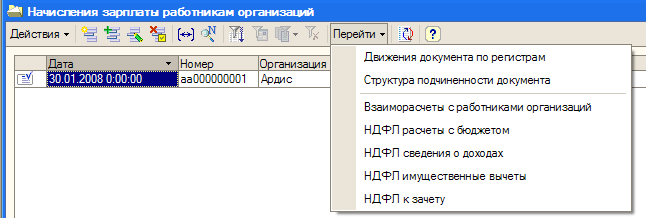 Начисления зарплаты работникам организаций
Действия Перейти ?
Дата Номер Организация
30.01.2008 0:00:00 аа000000001 Ардис
Движения документа по регистрам
Структура подчиненности документа
Взаиморасчеты с работниками организаций
НДФЛ расчеты с бюджетом
НДФЛ сведения о доходах
НДФЛ имущественные вычеты
НДФЛ к зачету